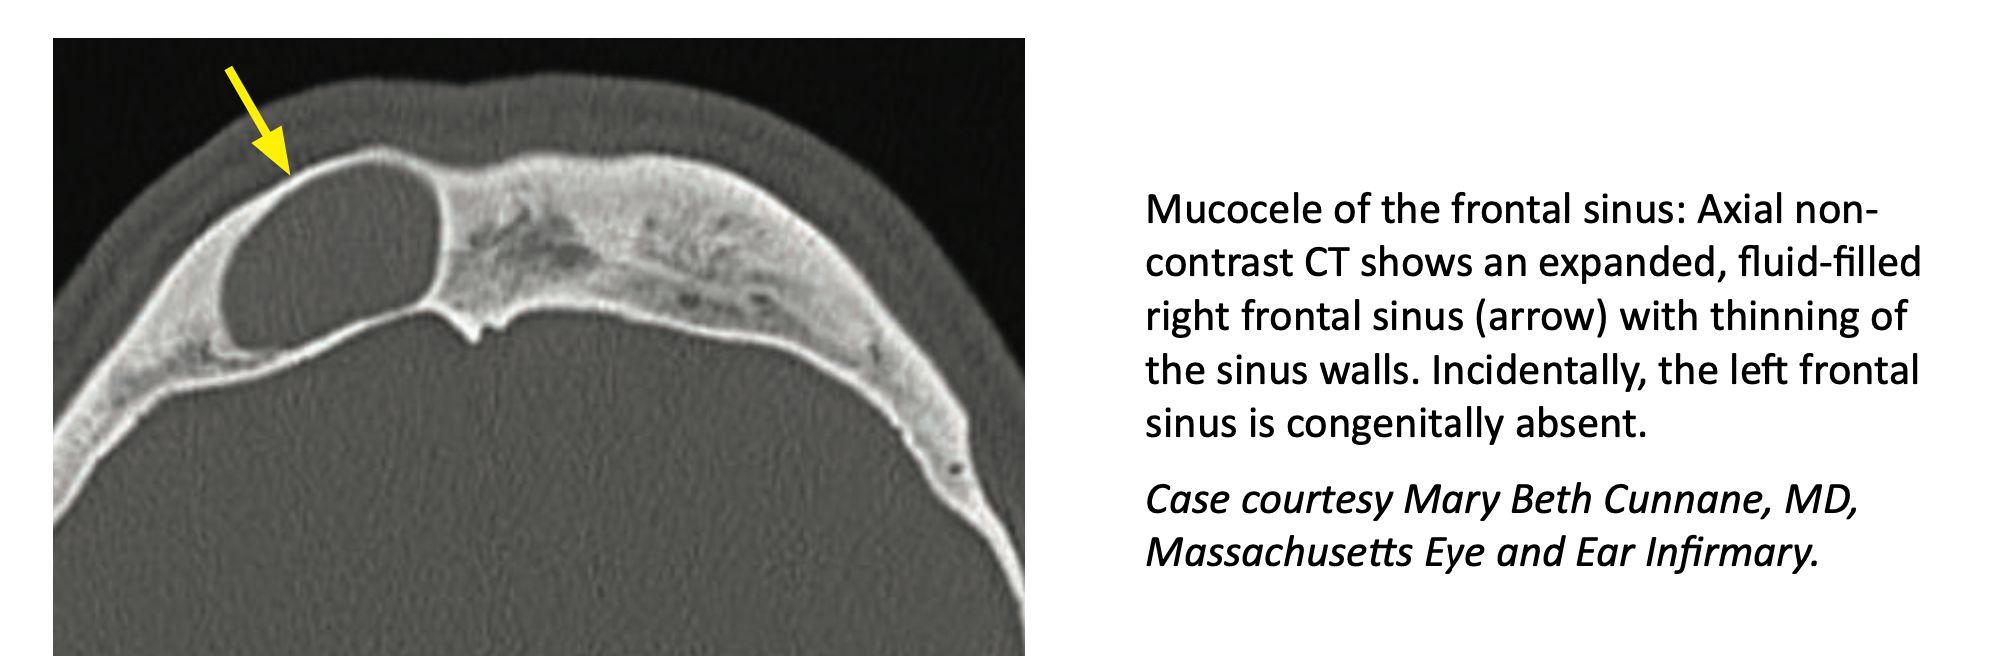 Mucocele of the frontal sinus: Axial non-
contrast CT shows an expanded, fluid-filled
right frontal sinus (arrow) with thinning of
the sinus walls. Incidentally, the left frontal
sinus is congenitally absent.
Case courtesy Mary Beth Cunnane, MD,
Massachusetts Eye and Ear Infirmary.